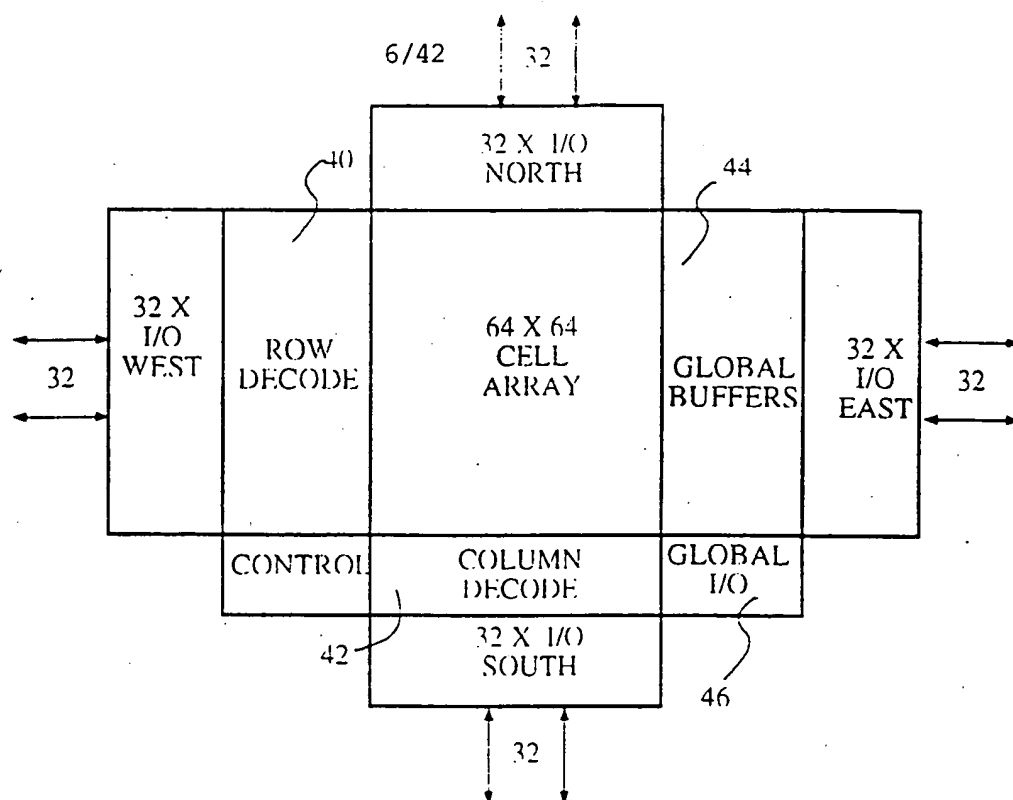 6/42
32
32 X I/O
NORTH
40
44
32 X
I/O
WEST
32
ROW
DECODE
64 X 64
CELL
ARRAY
GLOBAL
BUFFERS
32 X
I/O
EAST
32
CONTROL
COLUMN
DECODE
GLOBAL
I/O
42
32 X I/O
SOUTH
46
32